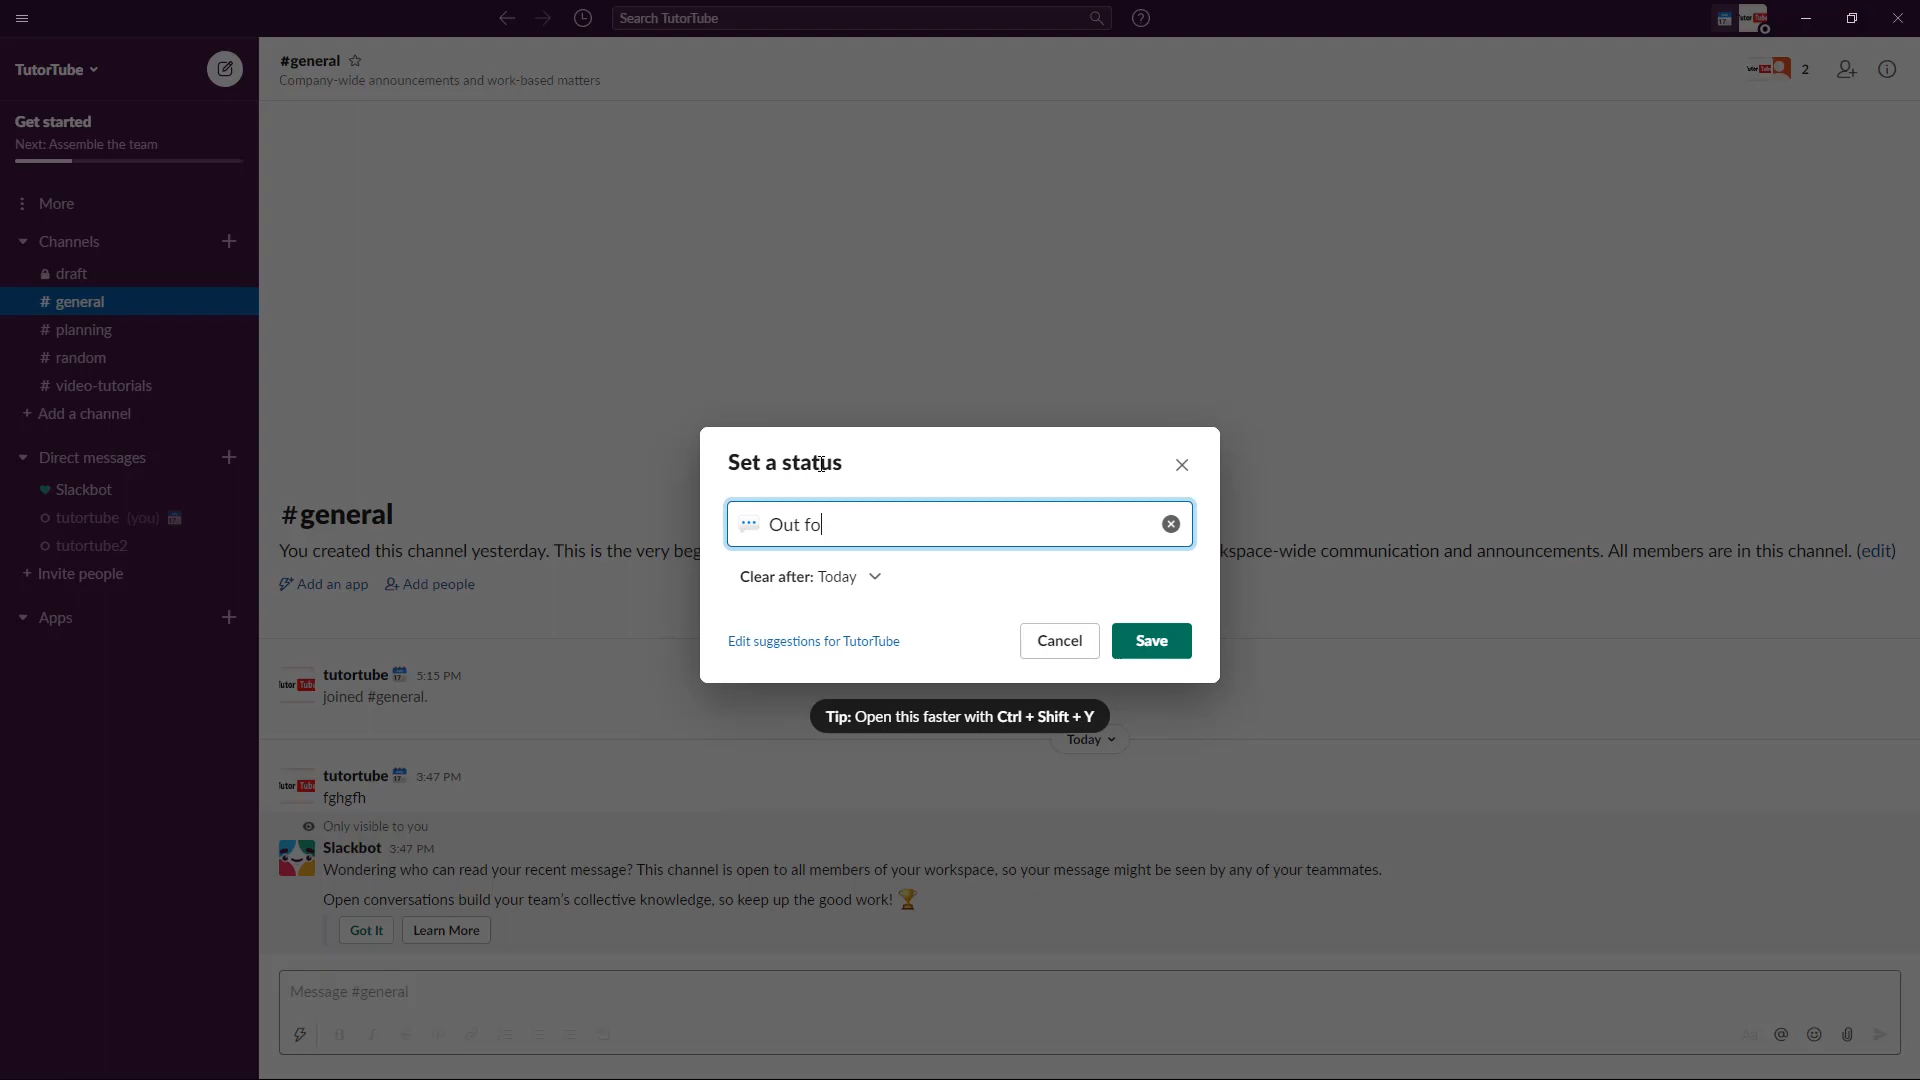 Search TutorTube
TutorTube
#general
Company-wide announcements and work-based matters
2
Get started
Next: Assemble the team
More
Channels
draft
# general
# planning
# random
# video-tutorials
+ Add a channel
Direct messages
Slackbot
tutortube (you)
tutortube2
+ Invite people
Apps
Set a status
Out fo
Clear after: Today
Edit suggestions for TutorTube
Cancel
Save
Tip: Open this faster with Ctrl + Shift + Y
#general
You created this channel yesterday. This is the very beg
kspace-wide communication and announcements. All members are in this channel. (edit)
Add an app
Add people
tutortube 5:15 PM
joined #general.
Today
tutortube 3:47 PM
fghgfh
Only visible to you
Slackbot 3:47 PM
Wondering who can read your recent message? This channel is open to all members of your workspace, so your message might be seen by any of your teammates.
Open conversations build your team's collective knowledge, so keep up the good work!
Got It
Learn More
Message #general